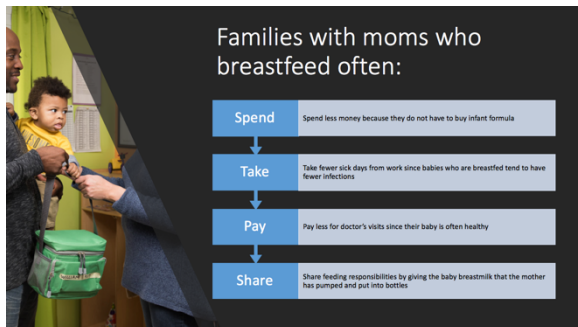 Families with moms who
breastfeed often:
Spend
Spend less money because they do not have to buy infant formula
Take
Take fewer sick days from work since babies who are breastfed tend to have
fewer infections
Pay
Pay less for doctor's visits since their baby is often healthy
Share
Share feeding responsibilities by giving the baby breastmilk that the mother
has pumped and put into bottles